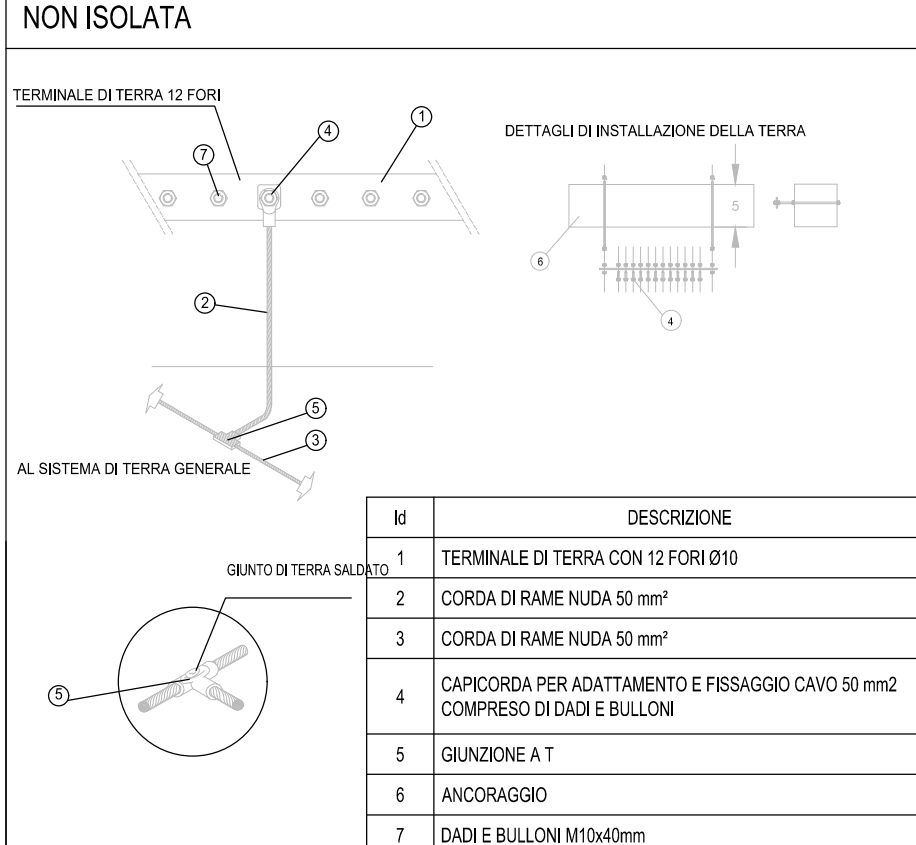 NON ISOLATA
TERMINALE DI TERRA 12 FORI
4
1
7
DETTAGLI DI INSTALLAZIONE DELLA TERRA
5
6
2
4
5
3
AL SISTEMA DI TERRA GENERALE
GIUNTO DI TERRA SALDATO
5
Id DESCRIZIONE
1 TERMINALE DI TERRA CON 12 FORI Ø10
2 CORDA DI RAME NUDA 50 mm²
3 CORDA DI RAME NUDA 50 mm²
4 CAPICORDA PER ADATTAMENTO E FISSAGGIO CAVO 50 mm2
COMPRESO DI DADI E BULLONI
5 GIUNZIONE A T
6 ANCORAGGIO
7 DADI E BULLONI M10x40mm